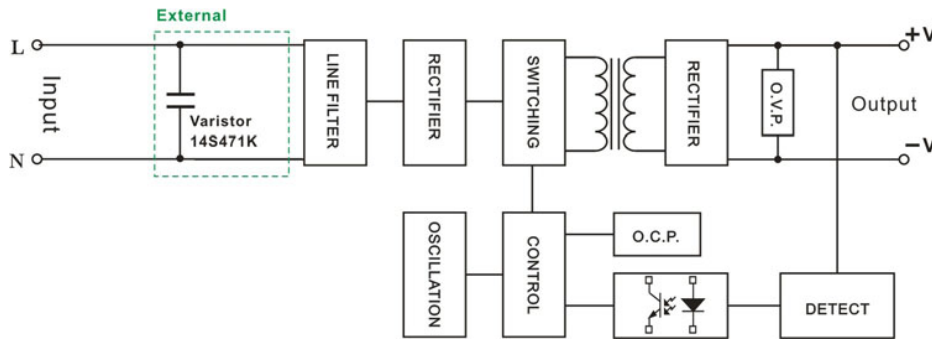 External
L
Input
N
Varistor
14S471K
LINE FILTER
RECTIFIER
SWITCHING
RECTIFIER
O.V.P.
+V
Output
−V
OSCILLATION
CONTROL
O.C.P.
DETECT